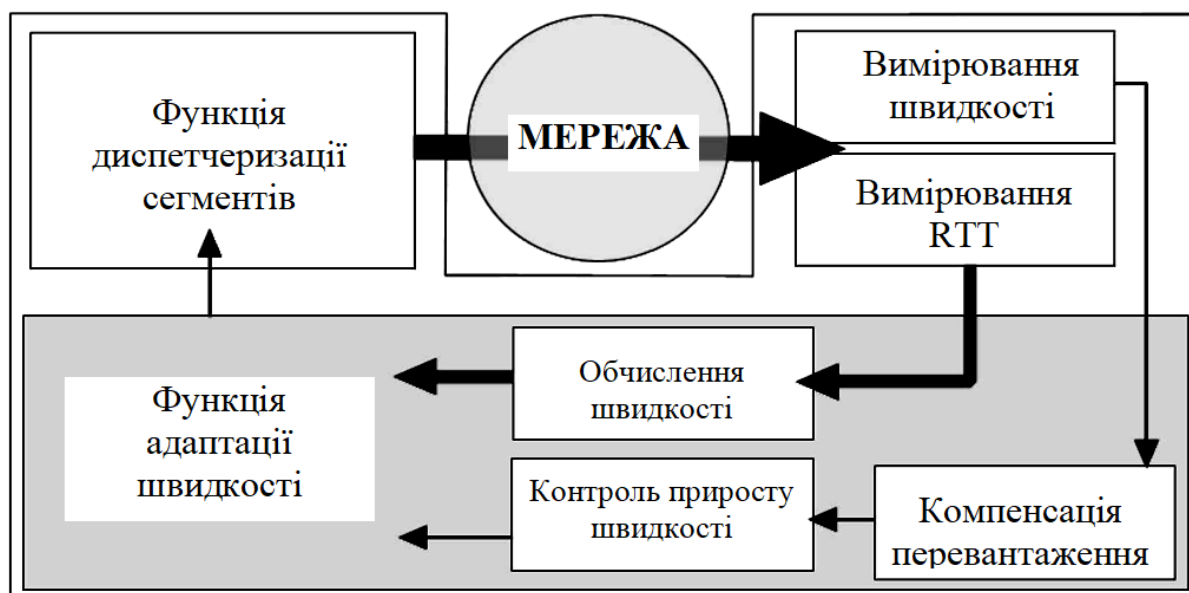 Функція
диспетчеризації
сегментів
МЕРЕЖА
Вимірювання
швидкості
Вимірювання
RTT
Функція
адаптації
швидкості
Обчислення
швидкості
Контроль приросту
швидкості
Компенсація
перевантаження